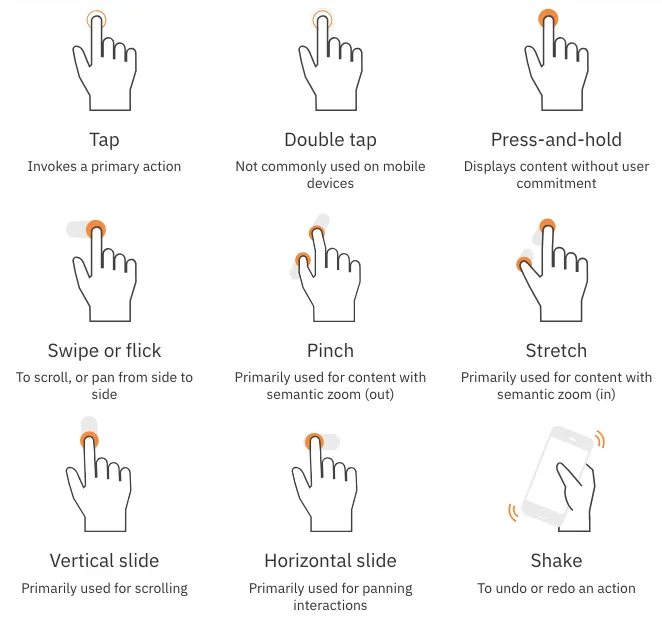 Tap
Double tap
Press-and-hold
Invokes a primary action
Not commonly used on mobile
devices
Displays content without user
commitment
Swipe or flick
Pinch
Stretch
To scroll, or pan from side to
side
Primarily used for content with
semantic zoom (out)
Primarily used for content with
semantic zoom (in)
Vertical slide
Horizontal slide
Shake
Primarily used for scrolling
Primarily used for panning
interactions
To undo or redo an action